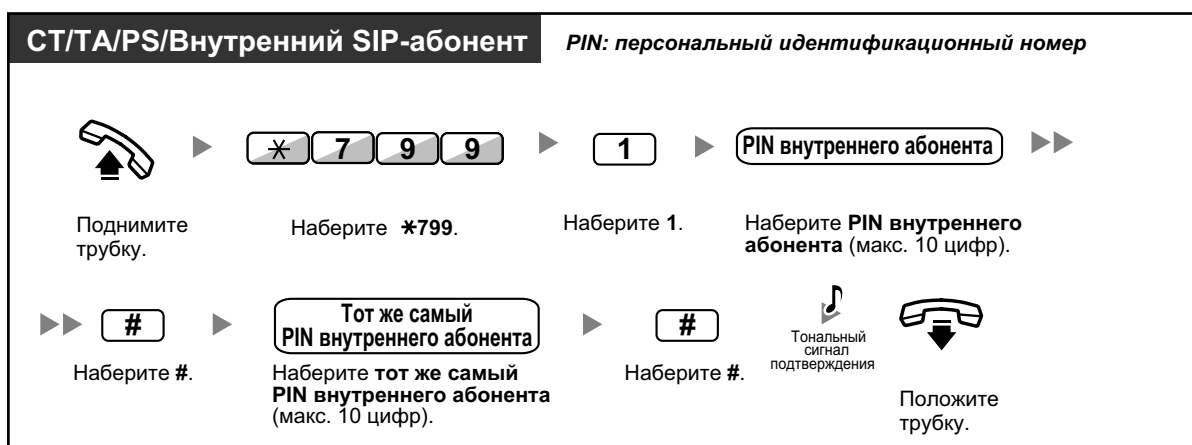 СТ/ТА/PS/Внутренний SIP-абонент
PIN: персональный идентификационный номер
✳ 7 9 9
1
PIN внутреннего абонента
Поднимите
трубку.
Наберите ✳799.
Наберите 1.
Наберите PIN внутреннего
абонента (макс. 10 цифр).
#
Тот же самый
PIN внутреннего абонента
#
Наберите #.
Наберите тот же самый
PIN внутреннего абонента
(макс. 10 цифр).
Наберите #.
Тональный
сигнал
подтверждения
Положите
трубку.